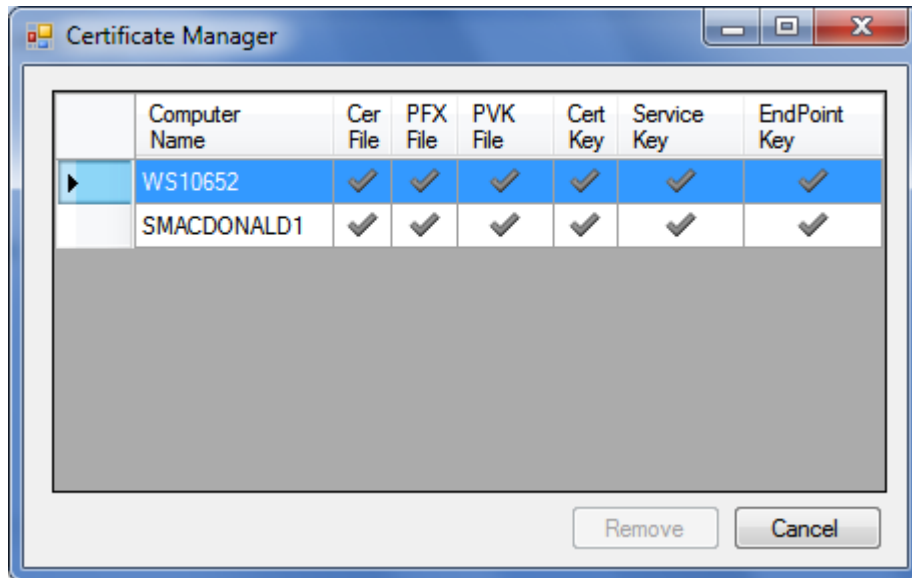 Certificate Manager
Computer Name Cer File PFX File PVK File Cert Key Service Key EndPoint Key
WS10652
SMACDONALD1
Remove Cancel